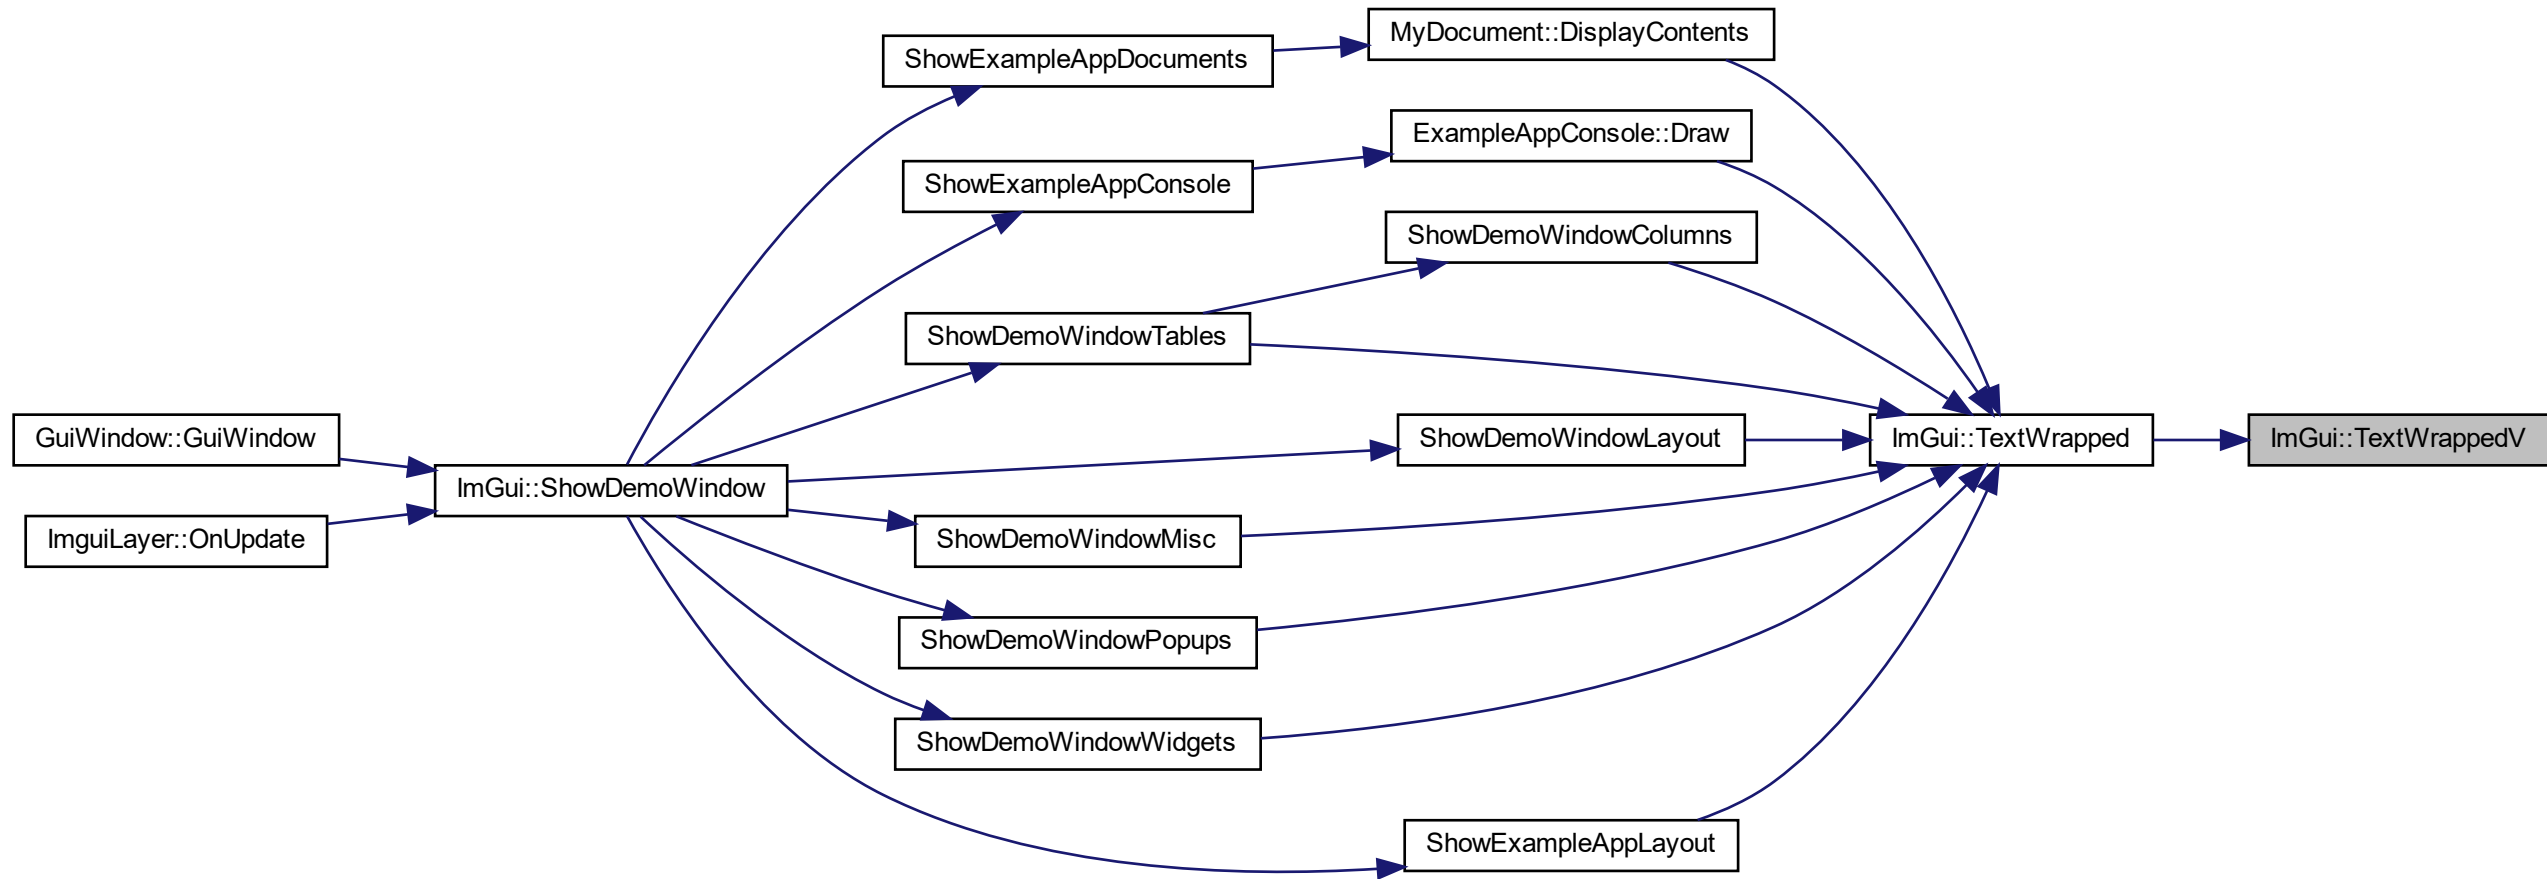 MyDocument::DisplayContents
ShowExampleAppDocuments
ExampleAppConsole::Draw
ShowExampleAppConsole
ShowDemoWindowColumns
ShowDemoWindowTables
GuiWindow::GuiWindow
ShowDemoWindowLayout
ImGui::TextWrapped
ImGui::TextWrappedV
ImGui::ShowDemoWindow
ImguiLayer::OnUpdate
ShowDemoWindowMisc
ShowDemoWindowPopups
ShowDemoWindowWidgets
ShowExampleAppLayout